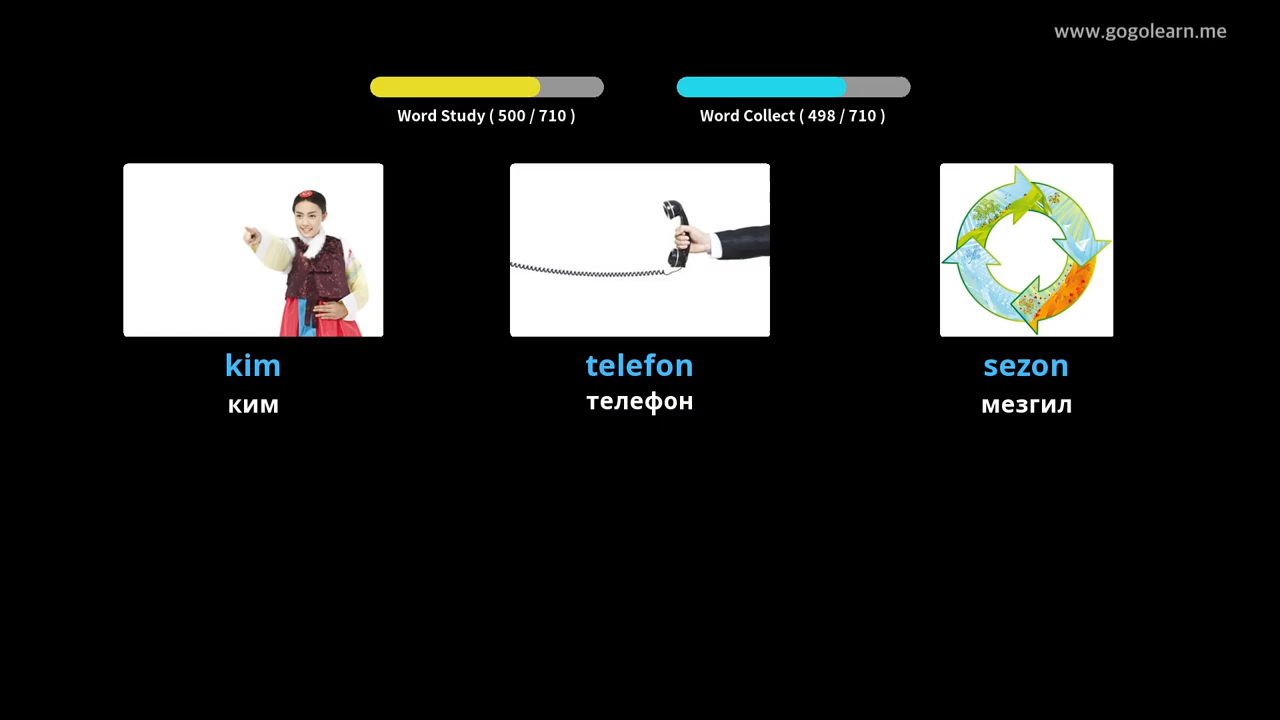 www.gogolearn.me
Word Study ( 500 / 710 )
Word Collect ( 498 / 710 )
kim
telefon
sezon
ким
телефон
мезгил